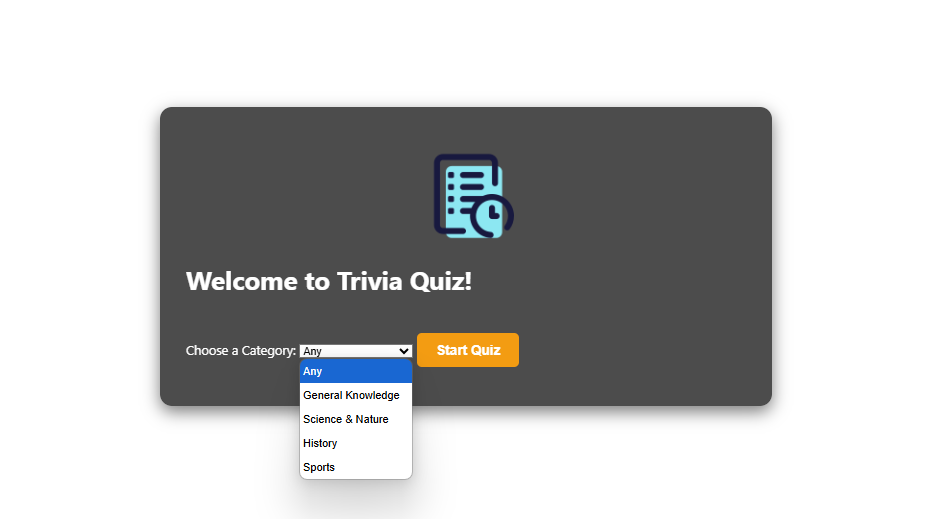 Welcome to Trivia Quiz!
Choose a Category: Any Start Quiz
Any
General Knowledge
Science & Nature
History
Sports